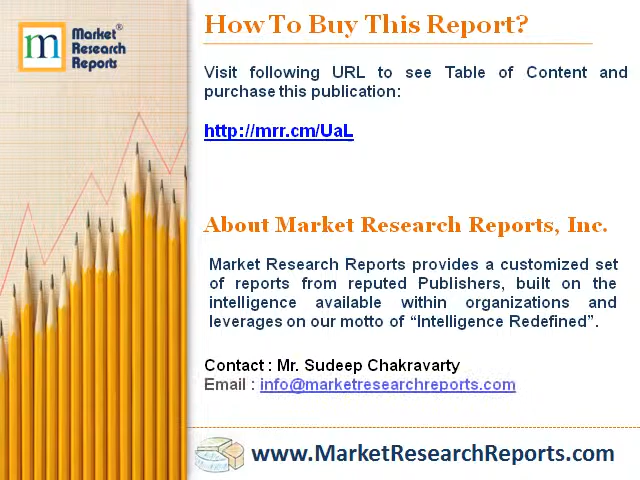 m
Market®
Research
Reports
How To Buy This Report?
Visit following URL to see Table of Content and
purchase this publication:
http://mrr.cm/UaL
About Market Research Reports, Inc.
Market Research Reports provides a customized set
of reports from reputed Publishers, built on the
intelligence available within organizations and
leverages on our motto of “Intelligence Redefined”.
Contact : Mr. Sudeep Chakravarty
Email : info@marketresearchreports.com
www.MarketResearchReports.com